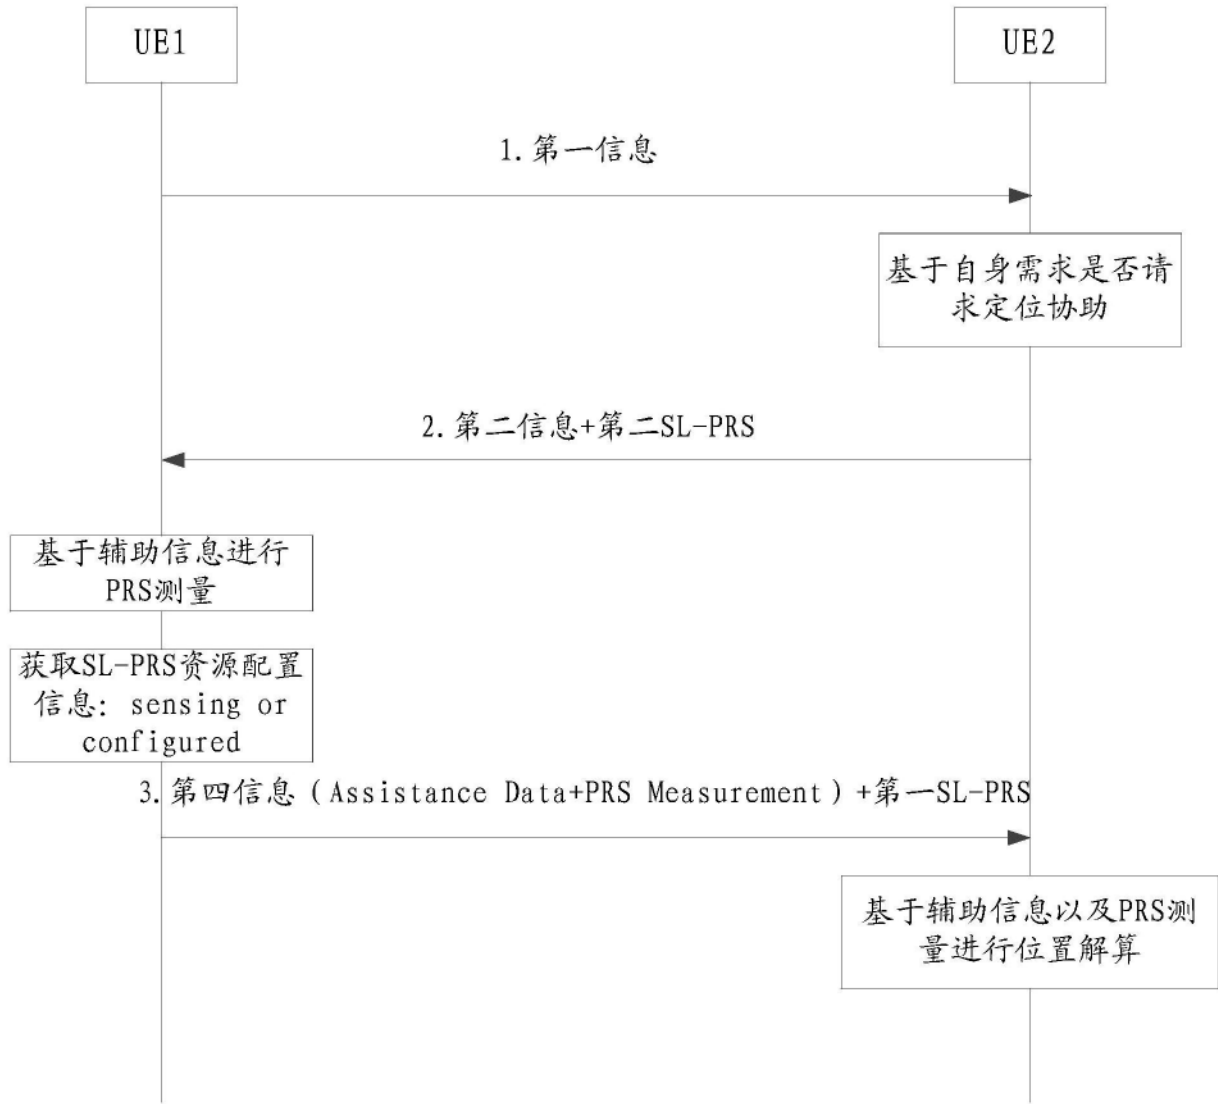 UE1
UE2
1.第一信息
基于自身需求是否请
求定位协助
2.第二信息+第二SL-PRS
基于辅助信息进行
PRS测量
获取SL-PRS资源配置
信息: sensing or
configured
3.第四信息（Assistance Data+PRS Measurement）+第一SL-PRS
基于辅助信息以及PRS测
量进行位置解算